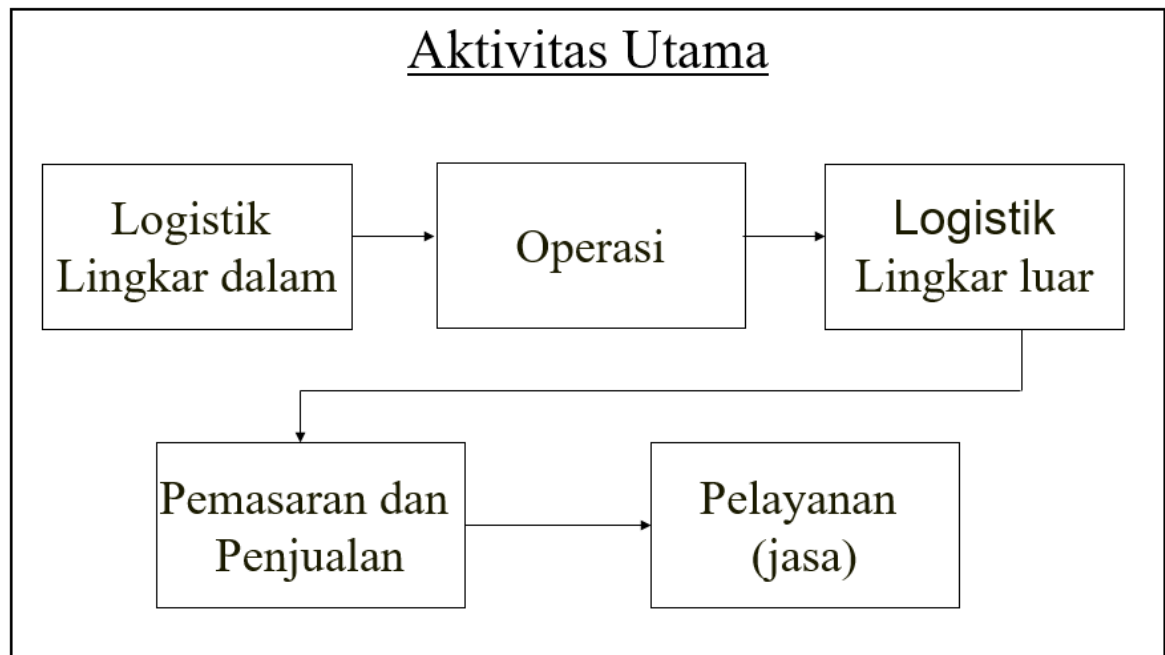 Aktivitas Utama
Logistik
Lingkar dalam
Operasi
Logistik
Lingkar luar
Pemasaran dan
Penjualan
Pelayanan
(jasa)